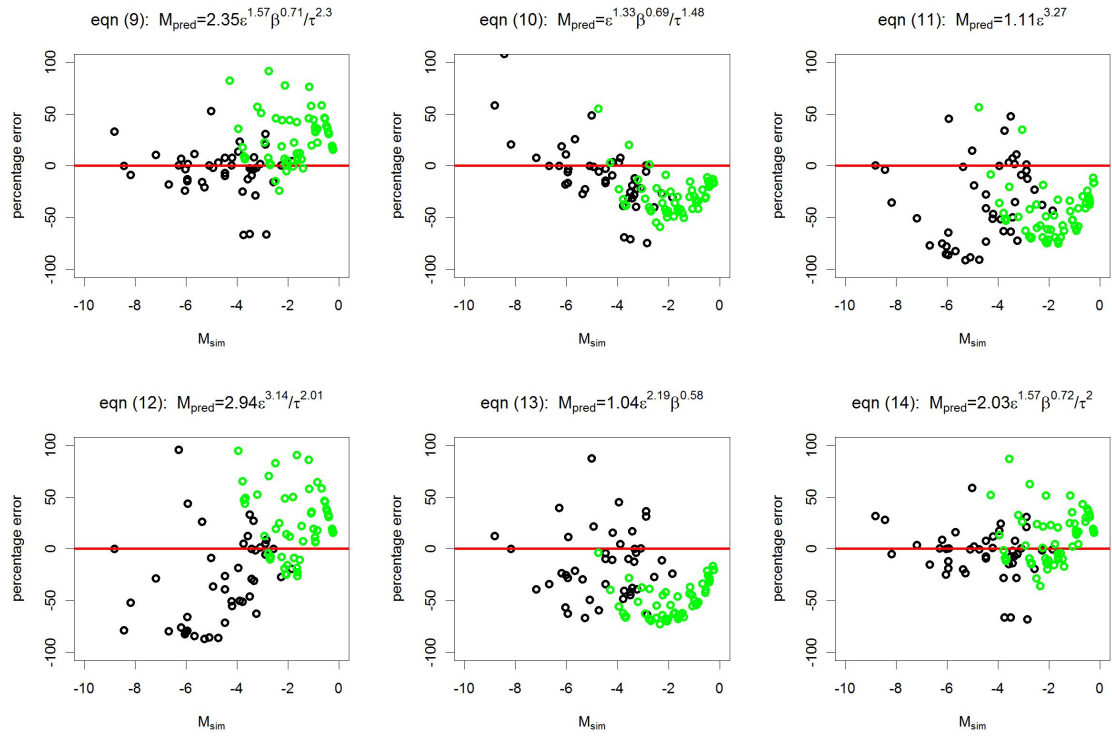 eqn (9): M_pred=2.35ε^1.57β^0.71/τ^2.3
100
50
0
-50
-100
percentage error
-10 -8 -6 -4 -2 0
M_sim
eqn (10): M_pred=ε^1.33β^0.69/τ^1.48
100
50
0
-50
-100
percentage error
-10 -8 -6 -4 -2 0
M_sim
eqn (11): M_pred=1.11ε^3.27
100
50
0
-50
-100
percentage error
-10 -8 -6 -4 -2 0
M_sim
eqn (12): M_pred=2.94ε^3.14/τ^2.01
100
50
0
-50
-100
percentage error
-10 -8 -6 -4 -2 0
M_sim
eqn (13): M_pred=1.04ε^2.19β^0.58
100
50
0
-50
-100
percentage error
-10 -8 -6 -4 -2 0
M_sim
eqn (14): M_pred=2.03ε^1.57β^0.72/τ^2
100
50
0
-50
-100
percentage error
-10 -8 -6 -4 -2 0
M_sim